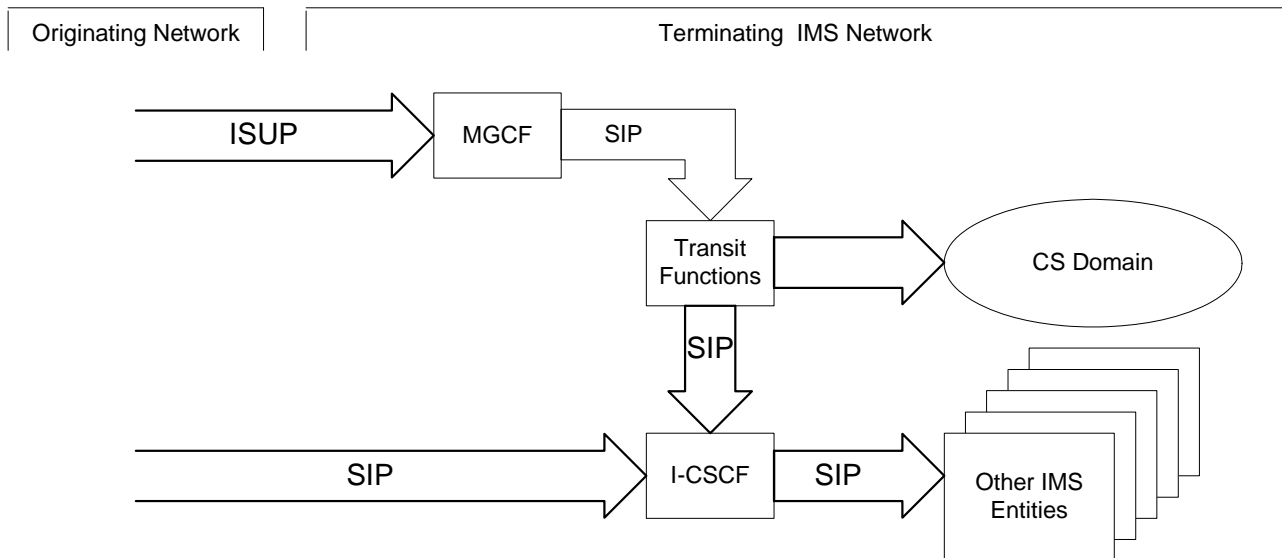 Originating Network
Terminating IMS Network
ISUP
MGCF
SIP
Transit
Functions
CS Domain
SIP
SIP
I-CSCF
SIP
Other IMS
Entities